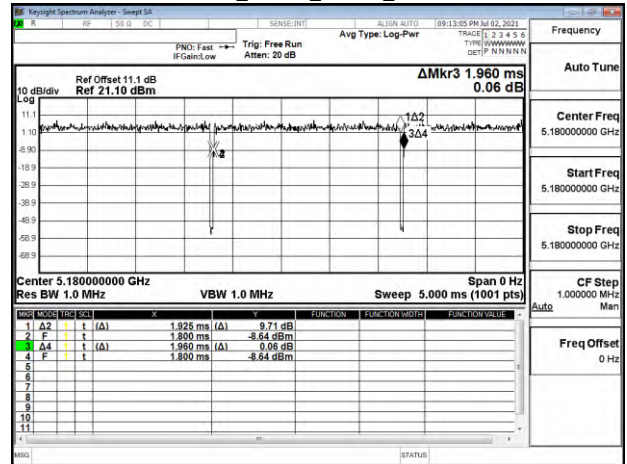 Keysight Spectrum Analyzer - Swept SA
R RF 50 Ω DC SENSE:INT ALIGN AUTO 09:13:05 PM Jul 02, 2021
PNO: Fast Trig: Free Run Avg Type: Log-Pwr TRACE 1 2 3 4 5 6
IFGain:Low Atten: 20 dB TYPE WWWWWW
DET P NNNNN
Ref Offset 11.1 dB ΔMkr3 1.960 ms
10 dB/div Ref 21.10 dBm 0.06 dB
Log
11.1
1.10
-8.90
-18.9
-28.9
-38.9
-48.9
-58.9
-68.9
1Δ2
3Δ4
Center 5.180000000 GHz Span 0 Hz
Res BW 1.0 MHz VBW 1.0 MHz Sweep 5.000 ms (1001 pts)
MKR MODE TRC SCL X Y FUNCTION FUNCTION WIDTH FUNCTION VALUE
1 Δ2 1 t (Δ) 1.925 ms (Δ) 9.71 dB
2 F 1 t 1.800 ms -8.64 dBm
3 Δ4 1 t (Δ) 1.960 ms (Δ) 0.06 dB
4 F 1 t 1.800 ms -8.64 dBm
5
6
7
8
9
10
11
MSG STATUS
Frequency
Auto Tune
Center Freq
5.180000000 GHz
Start Freq
5.180000000 GHz
Stop Freq
5.180000000 GHz
CF Step
1.000000 MHz
Auto Man
Freq Offset
0 Hz